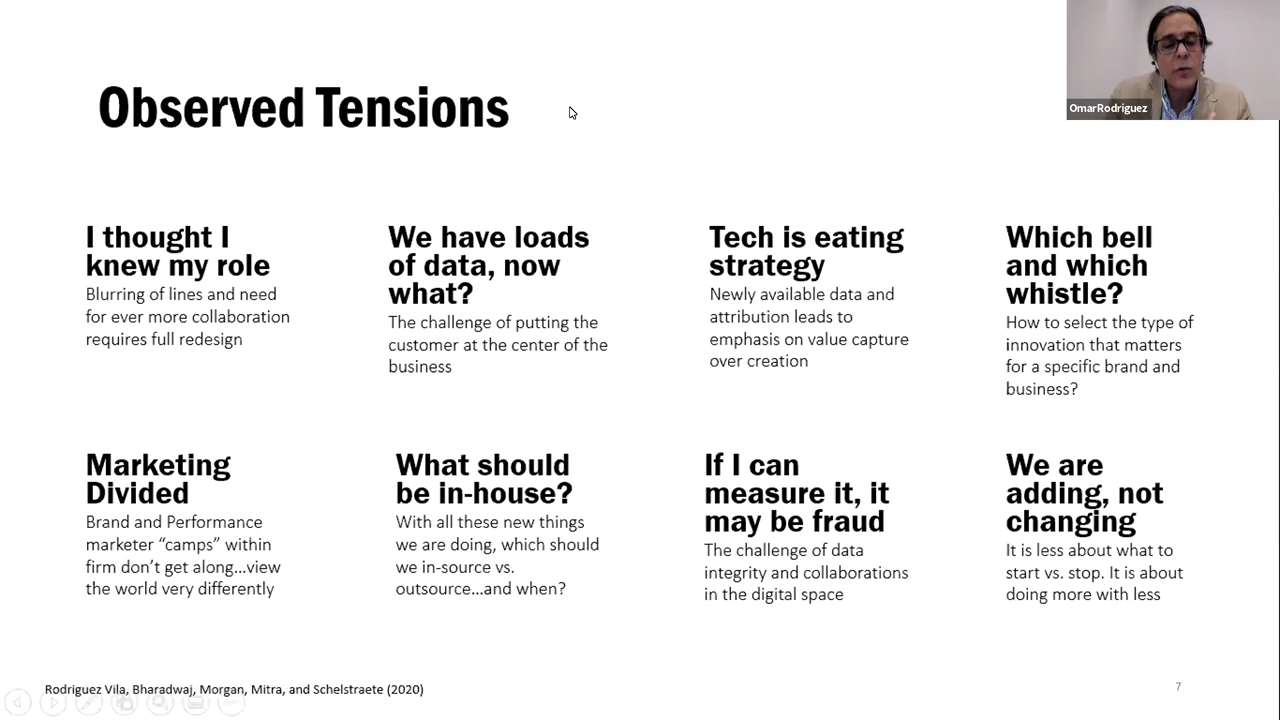 Observed Tensions
OmarRodriguez
I thought I
knew my role
Blurring of lines and need
for ever more collaboration
requires full redesign
We have loads
of data, now
what?
The challenge of putting the
customer at the center of the
business
Tech is eating
strategy
Newly available data and
attribution leads to
emphasis on value capture
over creation
Which bell
and which
whistle?
How to select the type of
innovation that matters
for a specific brand and
business?
Marketing
Divided
Brand and Performance
marketer “camps” within
firm don’t get along...view
the world very differently
What should
be in-house?
With all these new things
we are doing, which should
we in-source vs.
outsource...and when?
If I can
measure it, it
may be fraud
The challenge of data
integrity and collaborations
in the digital space
We are
adding, not
changing
It is less about what to
start vs. stop. It is about
doing more with less
Rodriguez Vila, Bharadwaj, Morgan, Mitra, and Schelstraete (2020)
7